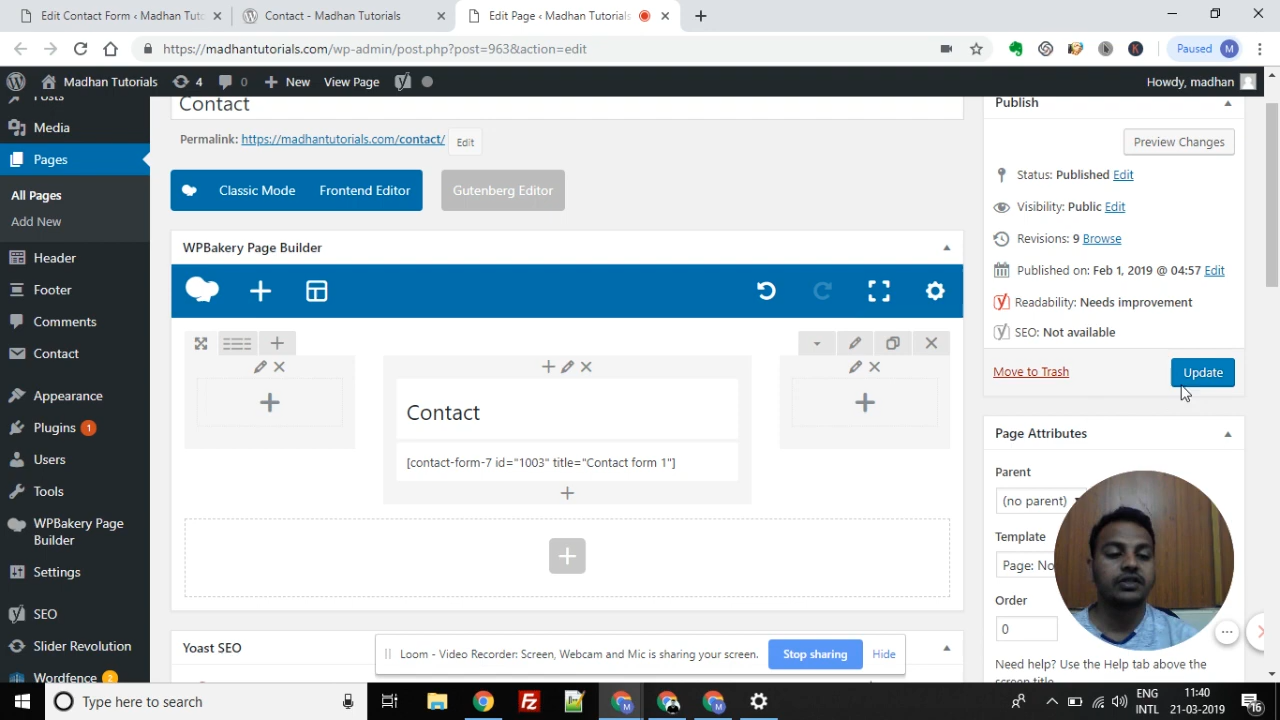 Edit Contact Form ‹ Madhan Tu
Contact - Madhan Tutorials
Edit Page ‹ Madhan Tutorials
https://madhantutorials.com/wp-admin/post.php?post=963&action=edit
Paused M
Madhan Tutorials 4 0 New View Page
Howdy, madhan
Posts
Media
Pages
All Pages
Add New
Header
Footer
Comments
Contact
Appearance
Plugins 1
Users
Tools
WPBakery Page
Builder
Settings
SEO
Slider Revolution
Wordfence 2
Contact
Permalink: https://madhantutorials.com/contact/ Edit
Classic Mode Frontend Editor Gutenberg Editor
WPBakery Page Builder
Contact
[contact-form-7 id="1003" title="Contact form 1"]
Yoast SEO
Publish
Preview Changes
Status: Published Edit
Visibility: Public Edit
Revisions: 9 Browse
Published on: Feb 1, 2019 @ 04:57 Edit
Readability: Needs improvement
SEO: Not available
Move to Trash Update
Page Attributes
Parent
(no parent)
Template
Page: No
Order
0
Need help? Use the Help tab above the
screen title.
Loom - Video Recorder: Screen, Webcam and Mic is sharing your screen. Stop sharing Hide
Type here to search
ENG
INTL
11:40
21-03-2019
16